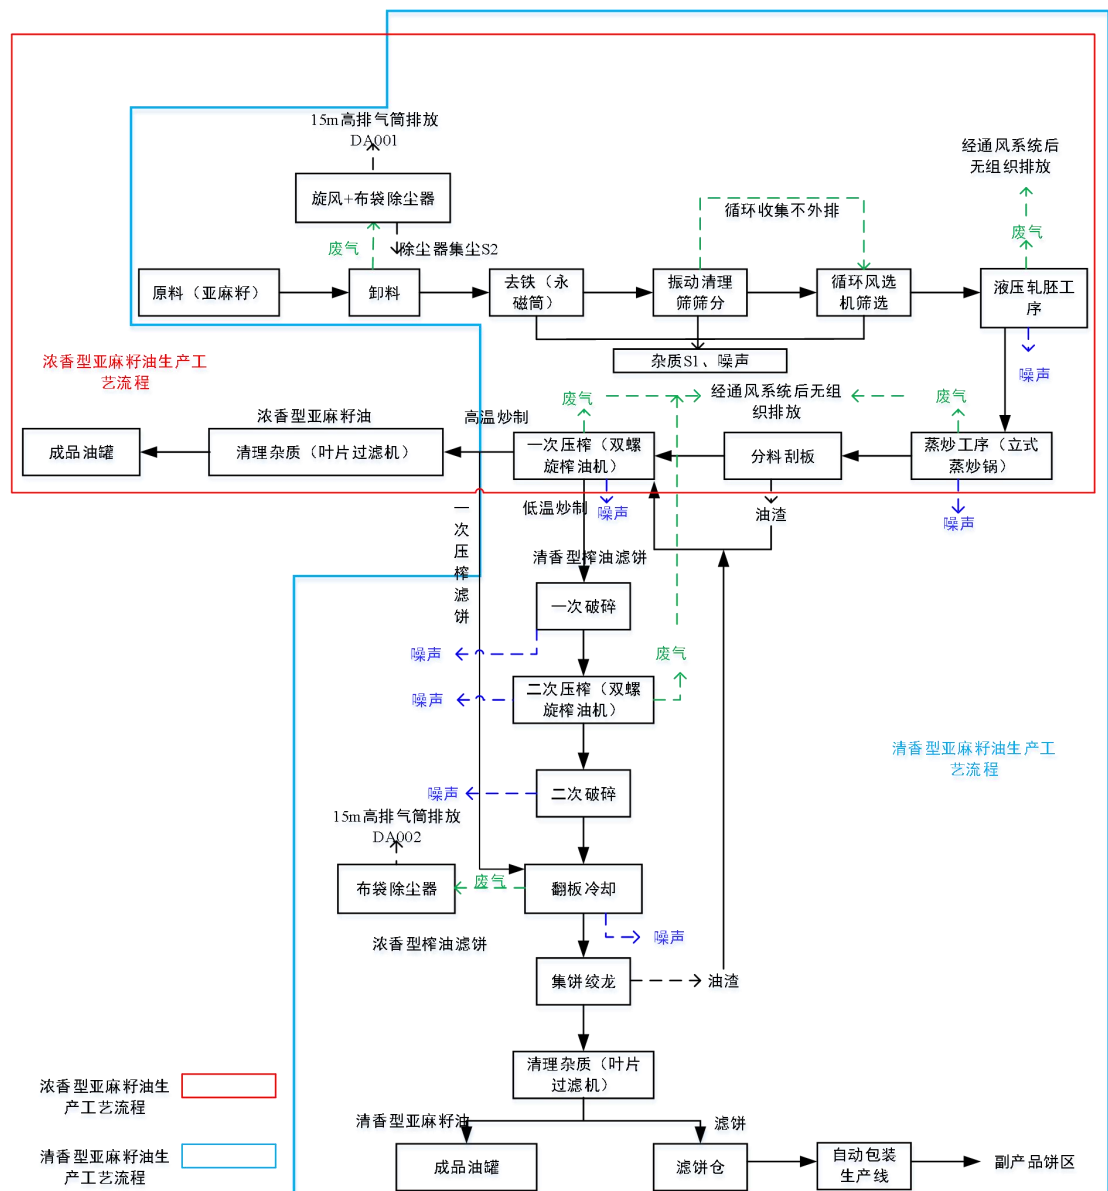 15m高排气筒排放
DA001
经通风系统后
无组织排放
旋风+布袋除尘器
循环收集不外排
废气
除尘器集尘S2
废气
原料（亚麻籽）
卸料
去铁（永
磁筒）
振动清理
筛筛分
循环风选
机筛选
液压轧胚工
序
杂质S1、噪声
噪声
浓香型亚麻籽油生产工
艺流程
经通风系统后无组
织排放
废气
废气
浓香型亚麻籽油
高温炒制
成品油罐
清理杂质（叶片过滤机）
一次压榨（双螺
旋榨油机）
分料刮板
蒸炒工序（立式
蒸炒锅）
一次压榨滤饼
低温炒制
噪声
油渣
噪声
清香型榨油滤饼
一次破碎
噪声
废气
噪声
二次压榨（双螺
旋榨油机）
清香型亚麻籽油生产工
艺流程
噪声
二次破碎
15m高排气筒排放
DA002
布袋除尘器
废气
翻板冷却
浓香型榨油滤饼
噪声
集饼绞龙
油渣
清理杂质（叶片
过滤机）
浓香型亚麻籽油生
产工艺流程
清香型亚麻籽油
滤饼
清香型亚麻籽油生
产工艺流程
成品油罐
滤饼仓
自动包装
生产线
副产品饼区